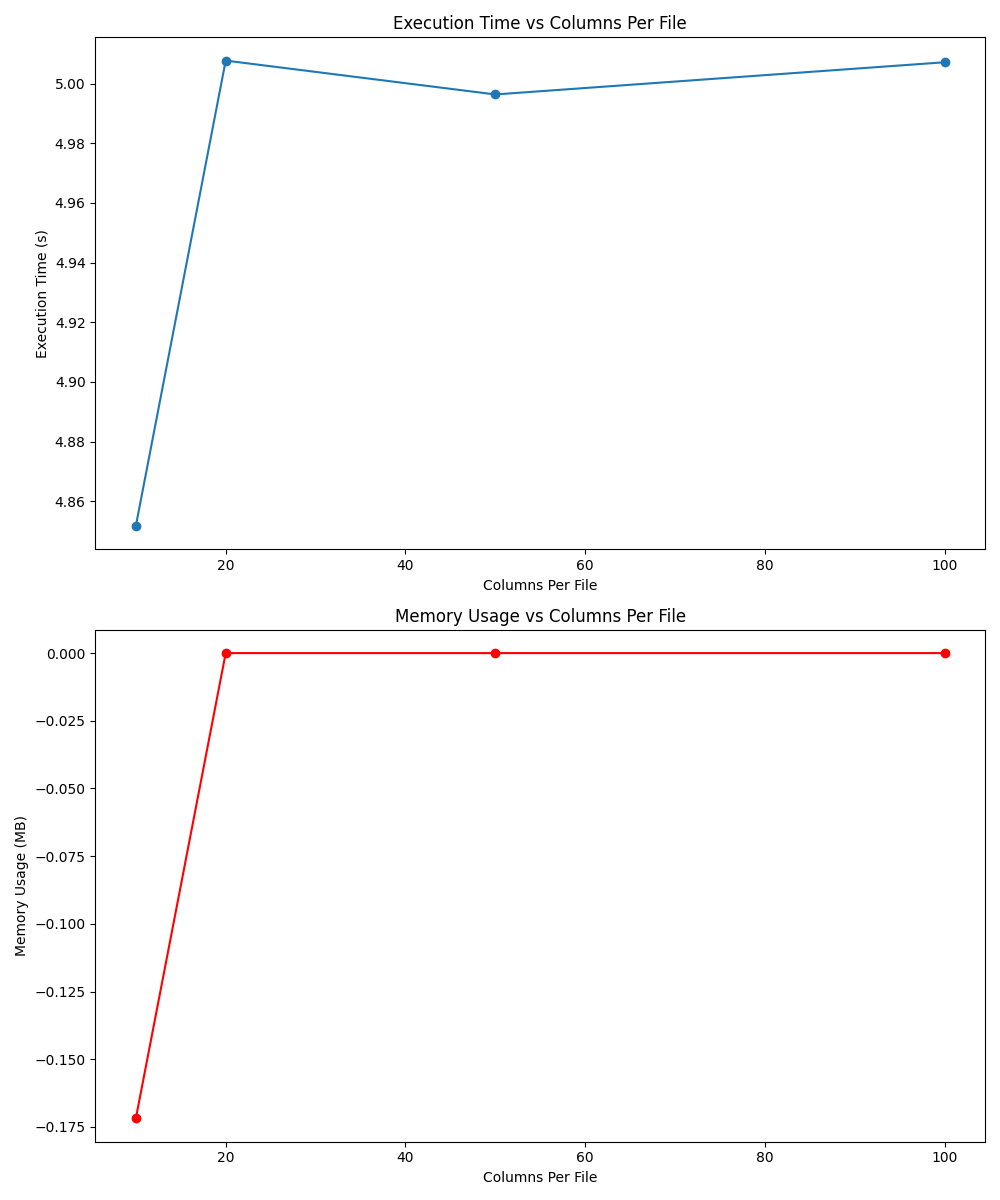 Execution Time vs Columns Per File
5.00
4.98
4.96
4.94
4.92
4.90
4.88
4.86
Execution Time (s)
20 40 60 80 100
Columns Per File
Memory Usage vs Columns Per File
0.000
−0.025
−0.050
−0.075
−0.100
−0.125
−0.150
−0.175
Memory Usage (MB)
20 40 60 80 100
Columns Per File